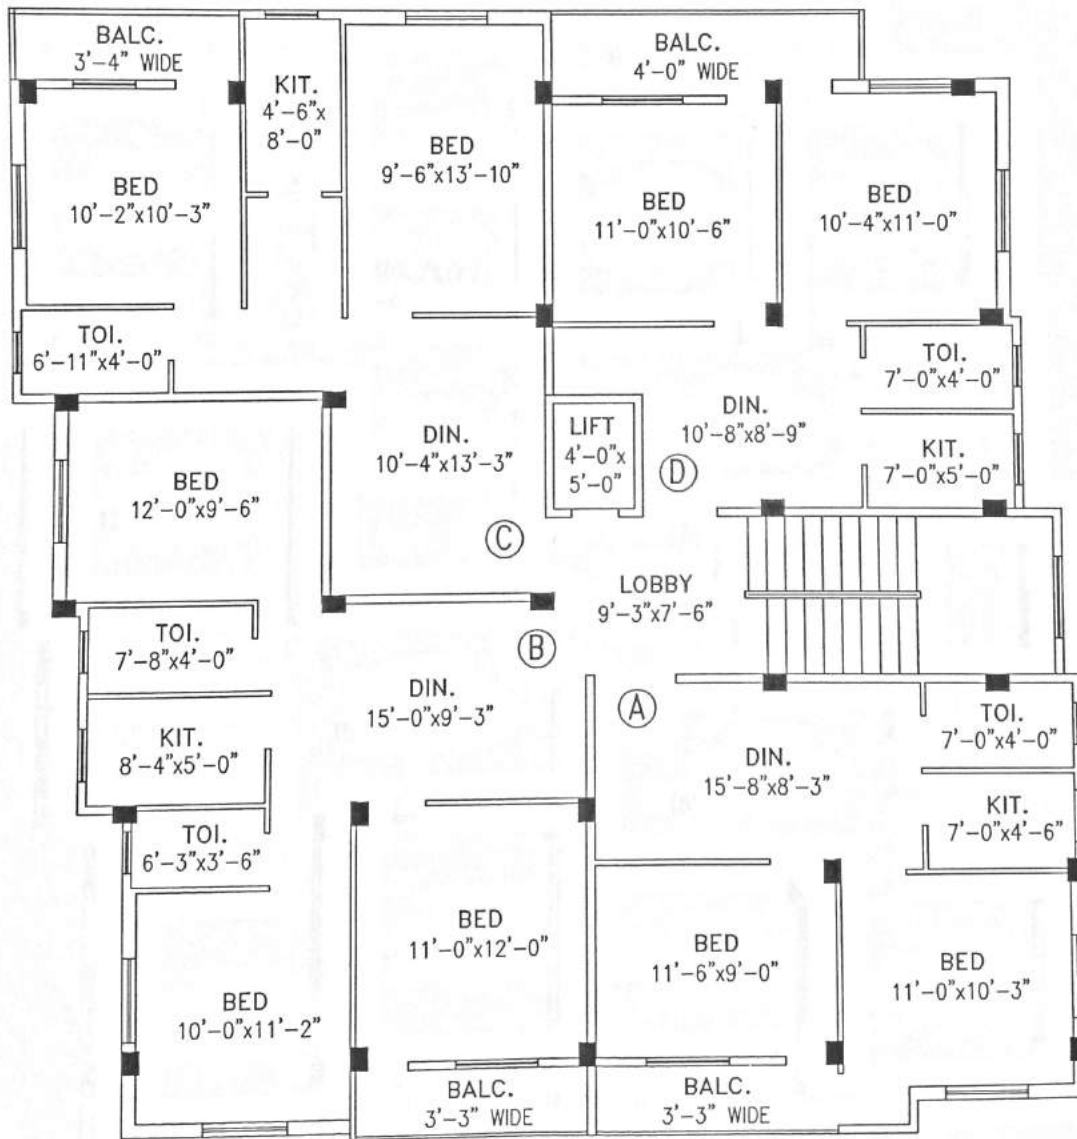 BALC.
3'-4" WIDE
KIT.
4'-6"x
8'-0"
BALC.
4'-0" WIDE
BED
9'-6"x13'-10"
BED
10'-2"x10'-3"
BED
11'-0"x10'-6"
BED
10'-4"x11'-0"
TOI.
6'-11"x4'-0"
TOI.
7'-0"x4'-0"
DIN.
10'-4"x13'-3"
LIFT
4'-0"x
5'-0"
DIN.
10'-8"x8'-9"
KIT.
7'-0"x5'-0"
D
BED
12'-0"x9'-6"
C
LOBBY
9'-3"x7'-6"
TOI.
7'-8"x4'-0"
B
DIN.
15'-0"x9'-3"
A
TOI.
7'-0"x4'-0"
KIT.
8'-4"x5'-0"
DIN.
15'-8"x8'-3"
KIT.
7'-0"x4'-6"
TOI.
6'-3"x3'-6"
BED
11'-0"x12'-0"
BED
11'-6"x9'-0"
BED
11'-0"x10'-3"
BED
10'-0"x11'-2"
BALC.
3'-3" WIDE
BALC.
3'-3" WIDE